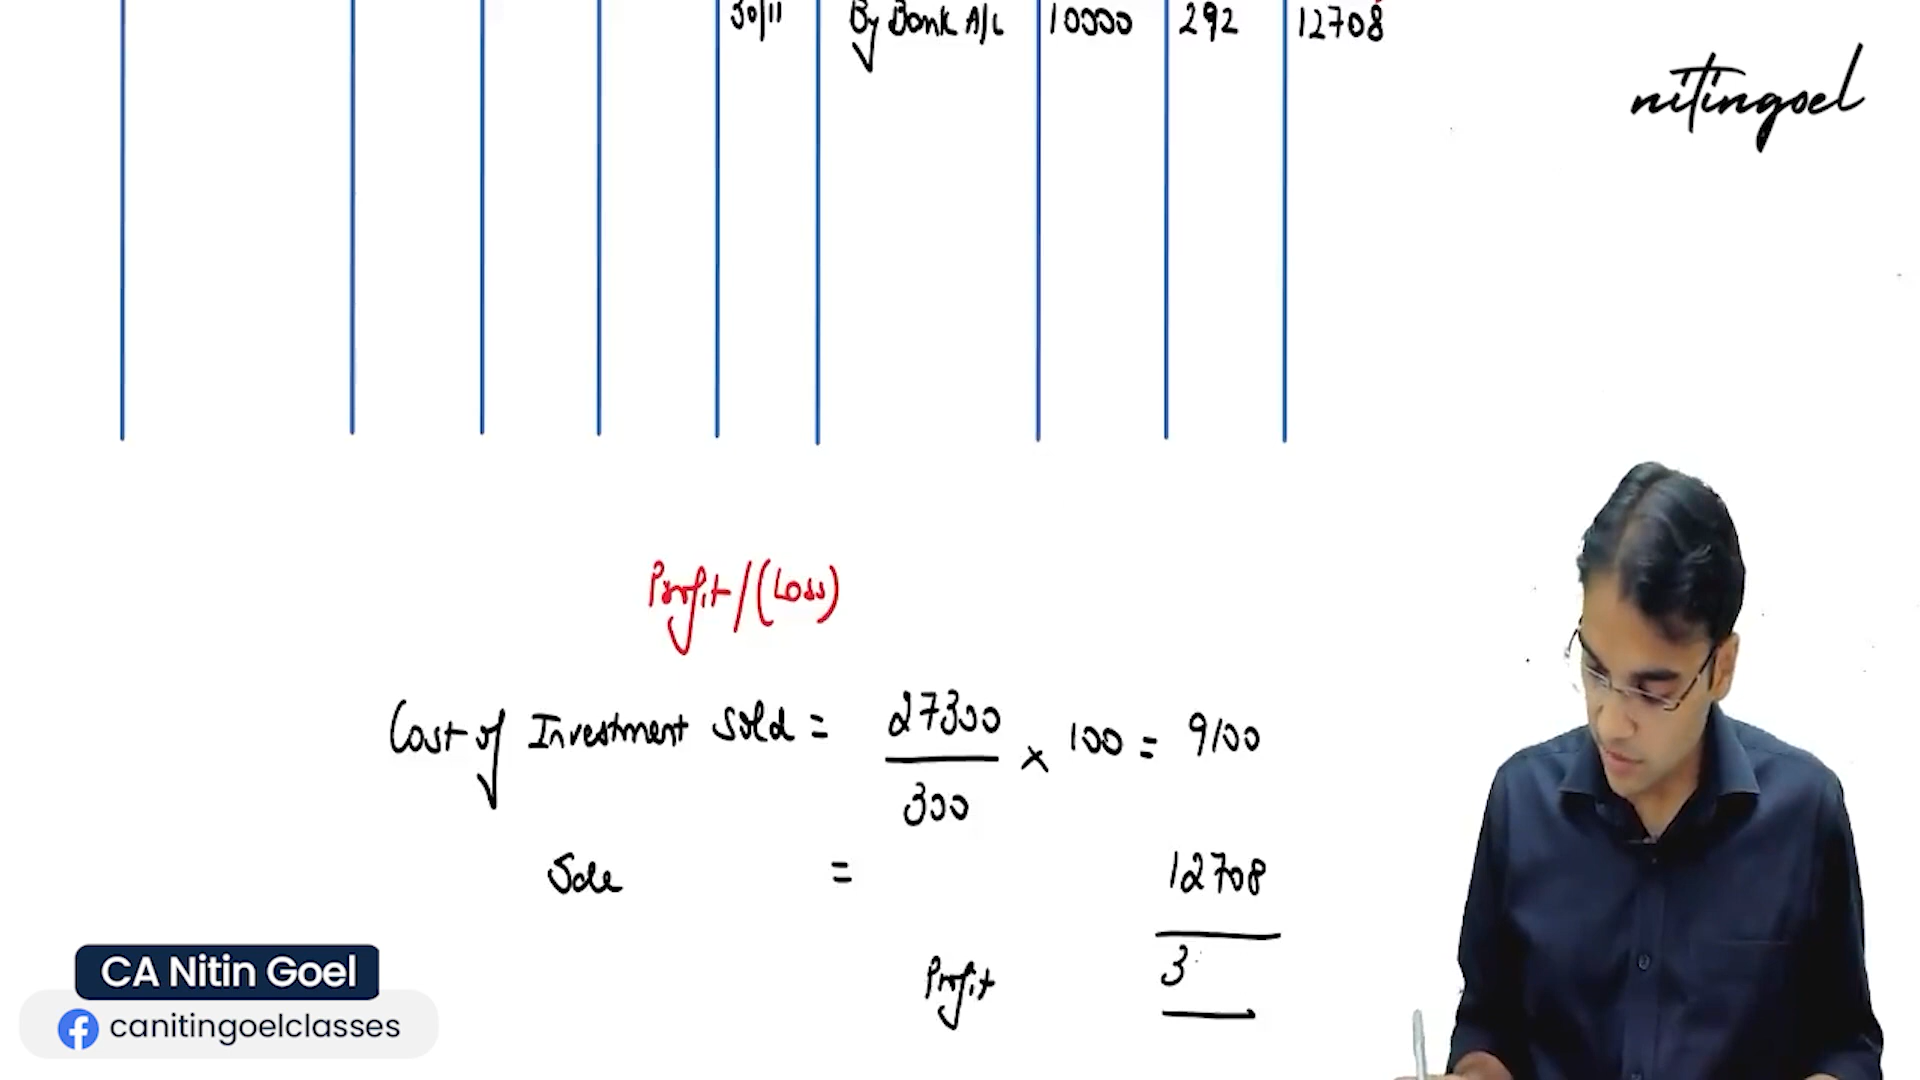 30/11 By Bank A/c 10000 292 12708
nitingoel
Profit/(Loss)
Cost of Investment Sold = 27300 / 300 × 100 = 9100
Sale = 12708
Profit 3
CA Nitin Goel
canitingoelclasses